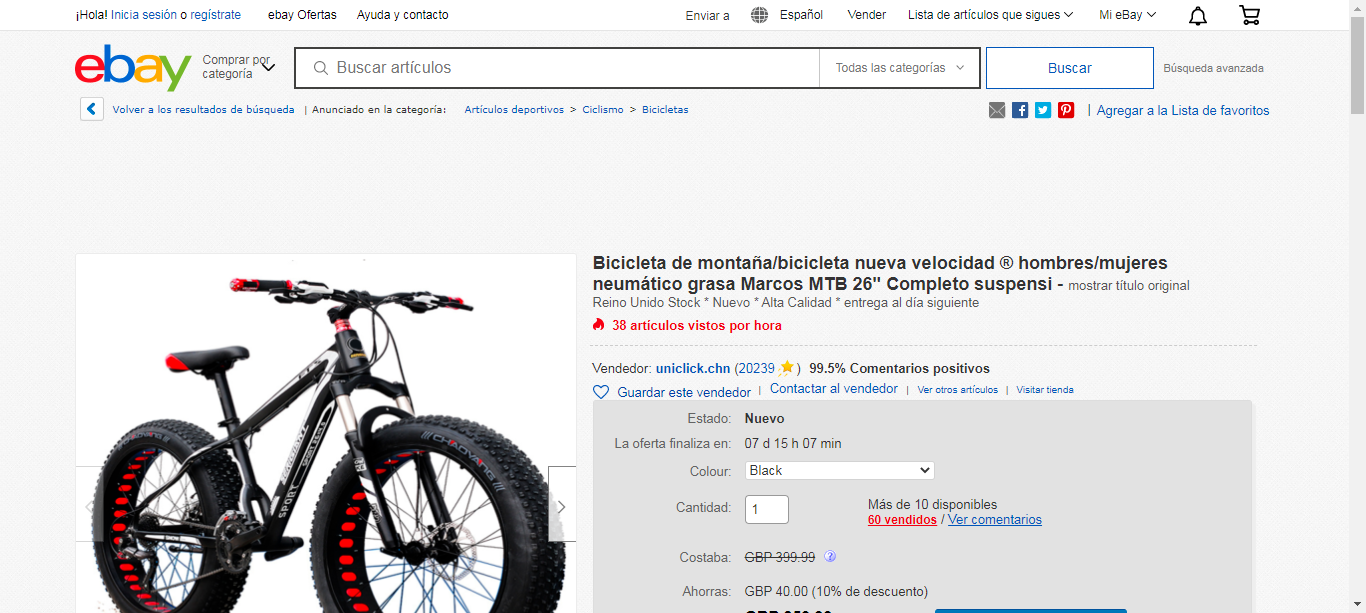 ¡Hola! Inicia sesión o regístrate ebay Ofertas Ayuda y contacto Enviar a Español Vender Lista de artículos que sigues Mi eBay
ebay Comprar por categoría Buscar artículos Todas las categorías Buscar Búsqueda avanzada
Volver a los resultados de búsqueda | Anunciado en la categoría: Artículos deportivos > Ciclismo > Bicicletas | Agregar a la Lista de favoritos
Bicicleta de montaña/bicicleta nueva velocidad ® hombres/mujeres
neumático grasa Marcos MTB 26" Completo suspensi - mostrar título original
Reino Unido Stock * Nuevo * Alta Calidad * entrega al día siguiente
38 artículos vistos por hora
Vendedor: uniclick.chn (20239 ) 99.5% Comentarios positivos
Guardar este vendedor | Contactar al vendedor | Ver otros artículos | Visitar tienda
Estado: Nuevo
La oferta finaliza en: 07 d 15 h 07 min
Colour: Black
Cantidad: 1 Más de 10 disponibles
60 vendidos / Ver comentarios
Costaba: GBP 399.99 ?
Ahorras: GBP 40.00 (10% de descuento)
CHAOYANG
SPORT